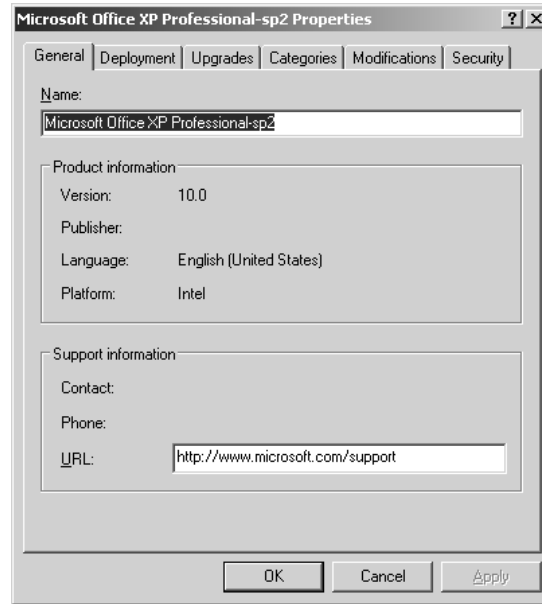 Microsoft Office XP Professional-sp2 Properties ? ×
General Deployment Upgrades Categories Modifications Security
Name:
Microsoft Office XP Professional-sp2
Product information
Version: 10.0
Publisher:
Language: English (United States)
Platform: Intel
Support information
Contact:
Phone:
URL: http://www.microsoft.com/support
OK Cancel Apply